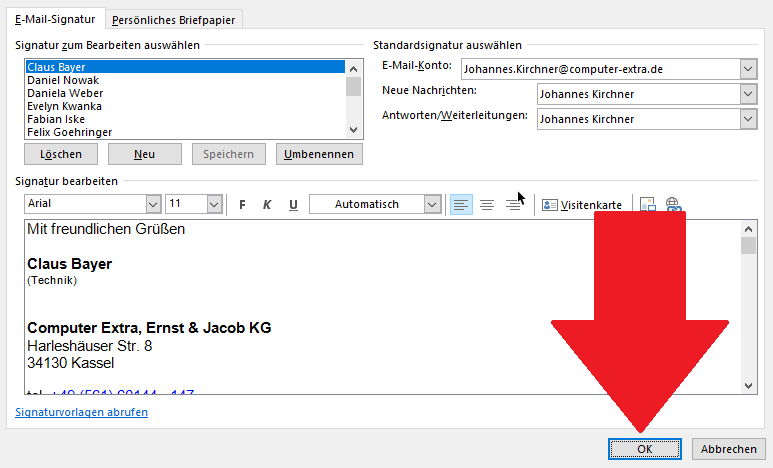 E-Mail-Signatur
Persönliches Briefpapier
Signatur zum Bearbeiten auswählen
Standardsignatur auswählen
Claus Bayer
Daniel Nowak
Daniela Weber
Evelyn Kwanka
Fabian Iske
Felix Goehringer
E-Mail-Konto: Johannes.Kirchner@computer-extra.de
Neue Nachrichten: Johannes Kirchner
Antworten/Weiterleitungen: Johannes Kirchner
Löschen Neu Speichern Umbenennen
Signatur bearbeiten
Arial 11 F K U Automatisch Visitenkarte
Mit freundlichen Grüßen
Claus Bayer
(Technik)
Computer Extra, Ernst & Jacob KG
Harleshäuser Str. 8
34130 Kassel
Signaturvorlagen abrufen
OK Abbrechen